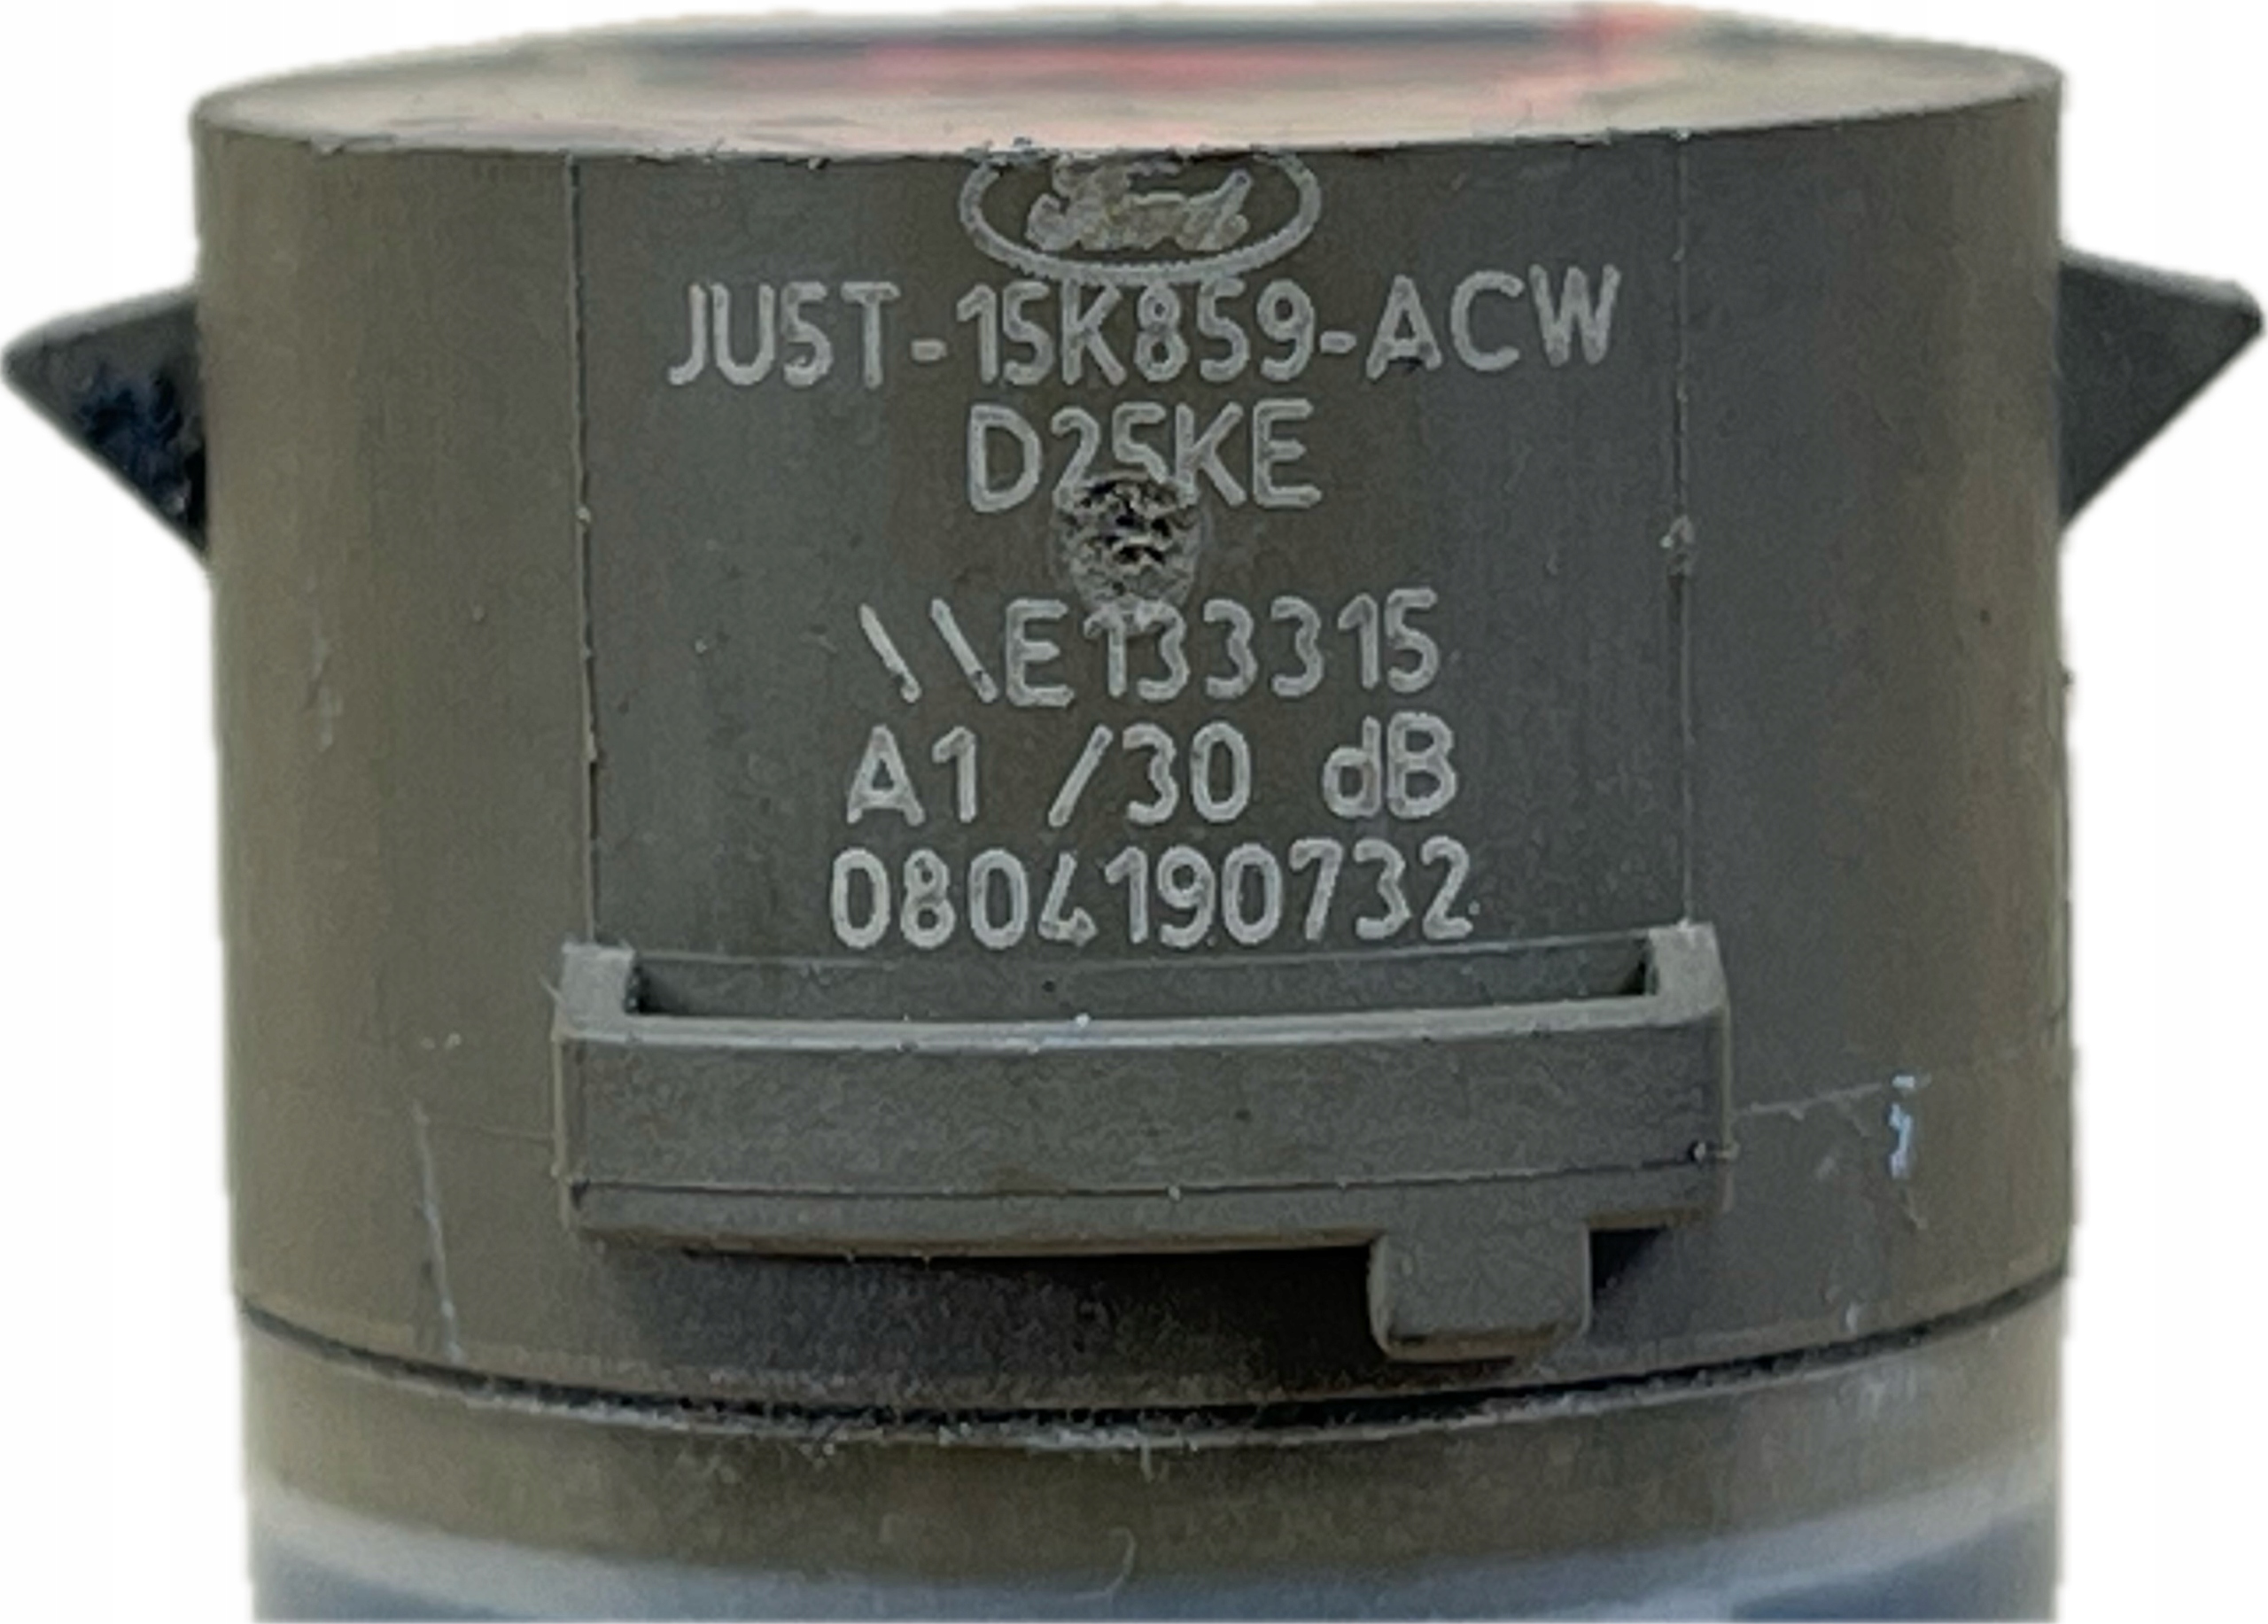 Ford
JU5T-15K859-ACW
D25KE
\\E133315
A1 /30 dB
0804190732